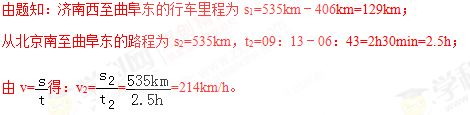 由题知：济南西至曲阜东的行车里程为 s₁=535km－406km=129km；
从北京南至曲阜东的路程为 s₂=535km，t₂=09：13－06：43=2h30min=2.5h；
由 v=s/t得：v₂=s₂/t₂=535km/2.5h=214km/h。